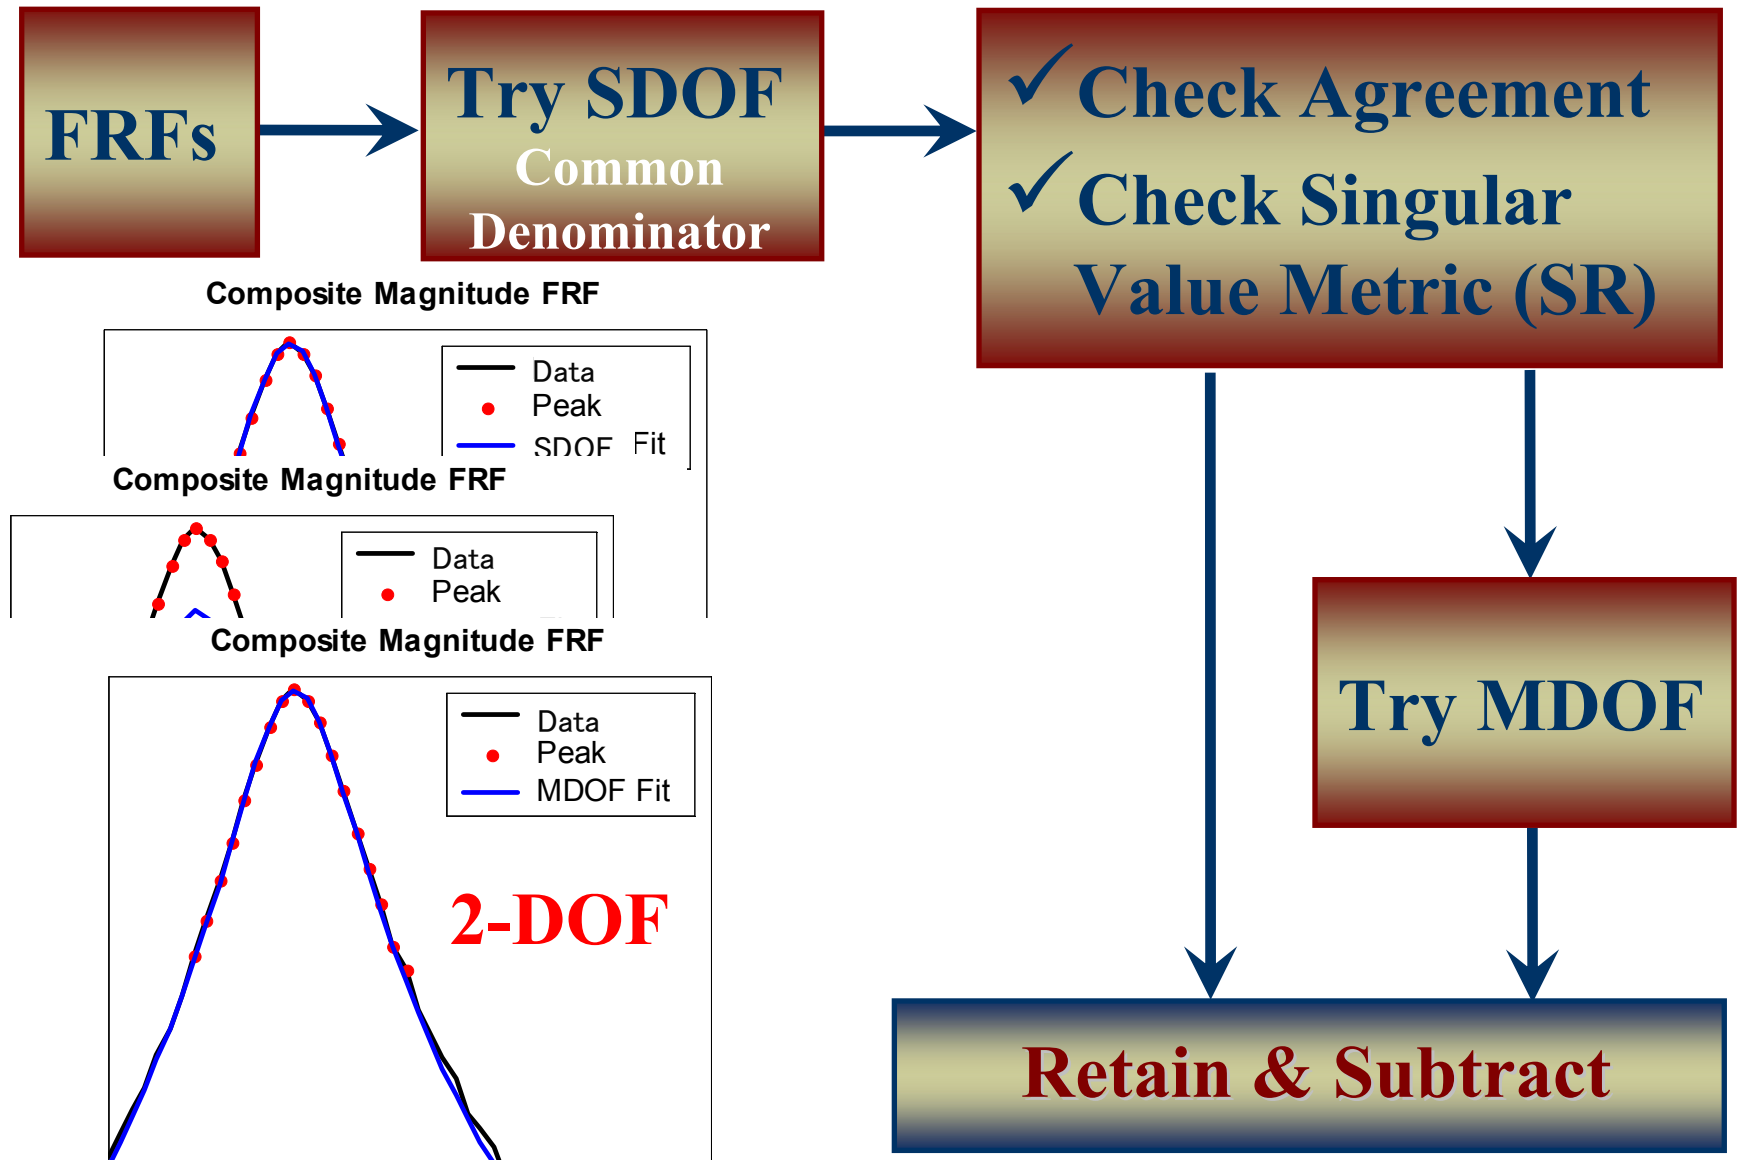 FRFs
Try SDOF
Common
Denominator
✓ Check Agreement
✓ Check Singular
Value Metric (SR)
Composite Magnitude FRF
Data
Peak
SDOF Fit
Composite Magnitude FRF
Data
Peak
Composite Magnitude FRF
Data
Peak
MDOF Fit
2-DOF
Try MDOF
Retain & Subtract